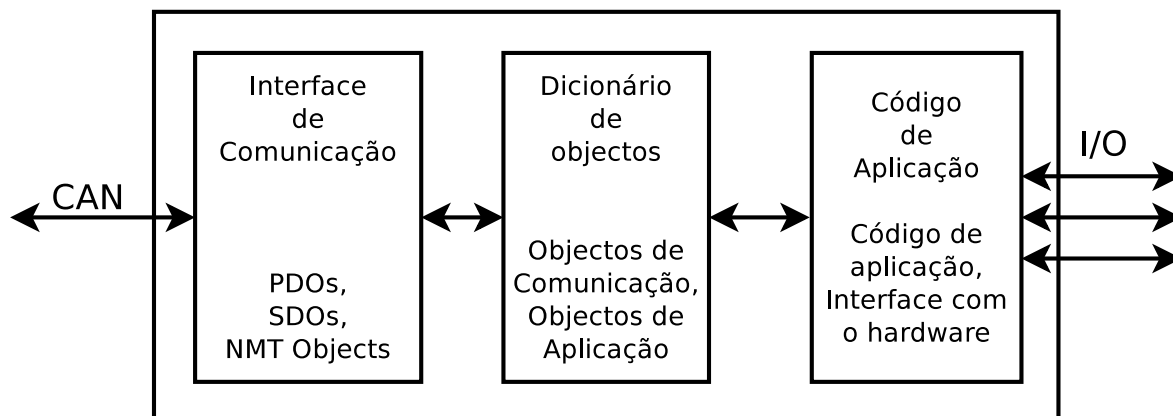 CAN
Interface
de
Comunicação
PDOs,
SDOs,
NMT Objects
Dicionário
de
objectos
Objectos de
Comunicação,
Objectos de
Aplicação
Código
de
Aplicação
Código de
aplicação,
Interface com
o hardware
I/O